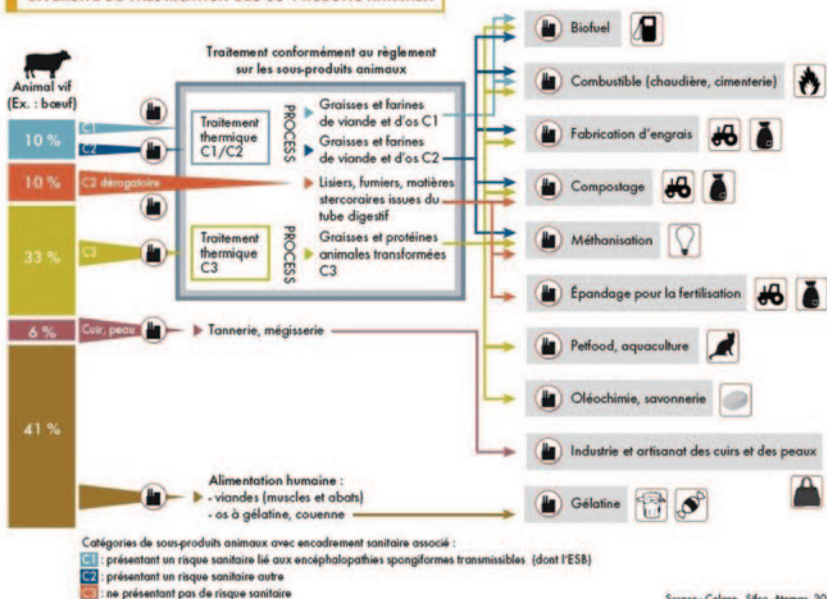 Traitement conformément au règlement
sur les sous-produits animaux
Animal vif
(Ex. : bœuf)
10 %
C1
C2
10 %
C2 dérogatoire
33 %
C3
6 %
Cuir, peau
41 %
Traitement
thermique
C1/C2
PROCESS
Graisses et farines
de viande et d'os C1
Graisses et farines
de viande et d'os C2
Lisiers, fumiers, matières
stercoraires issues du
tube digestif
Traitement
thermique
C3
PROCESS
Graisses et protéines
animales transformées
C3
Tannerie, mégisserie
Alimentation humaine :
- viandes (muscles et abats)
- os à gélatine, couenne
Biofuel
Combustible (chaudière, cimenterie)
Fabrication d'engrais
Compostage
Méthanisation
Épandage pour la fertilisation
Petfood, aquaculture
Oléochimie, savonnerie
Industrie et artisanat des cuirs et des peaux
Gélatine
Catégories de sous-produits animaux avec encadrement sanitaire associé :
C1 : présentant un risque sanitaire lié aux encéphalopathies spongiformes transmissibles (dont l'ESB)
C2 : présentant un risque sanitaire autre
C3 : ne présentant pas de risque sanitaire
Source : Celene, Sifco,